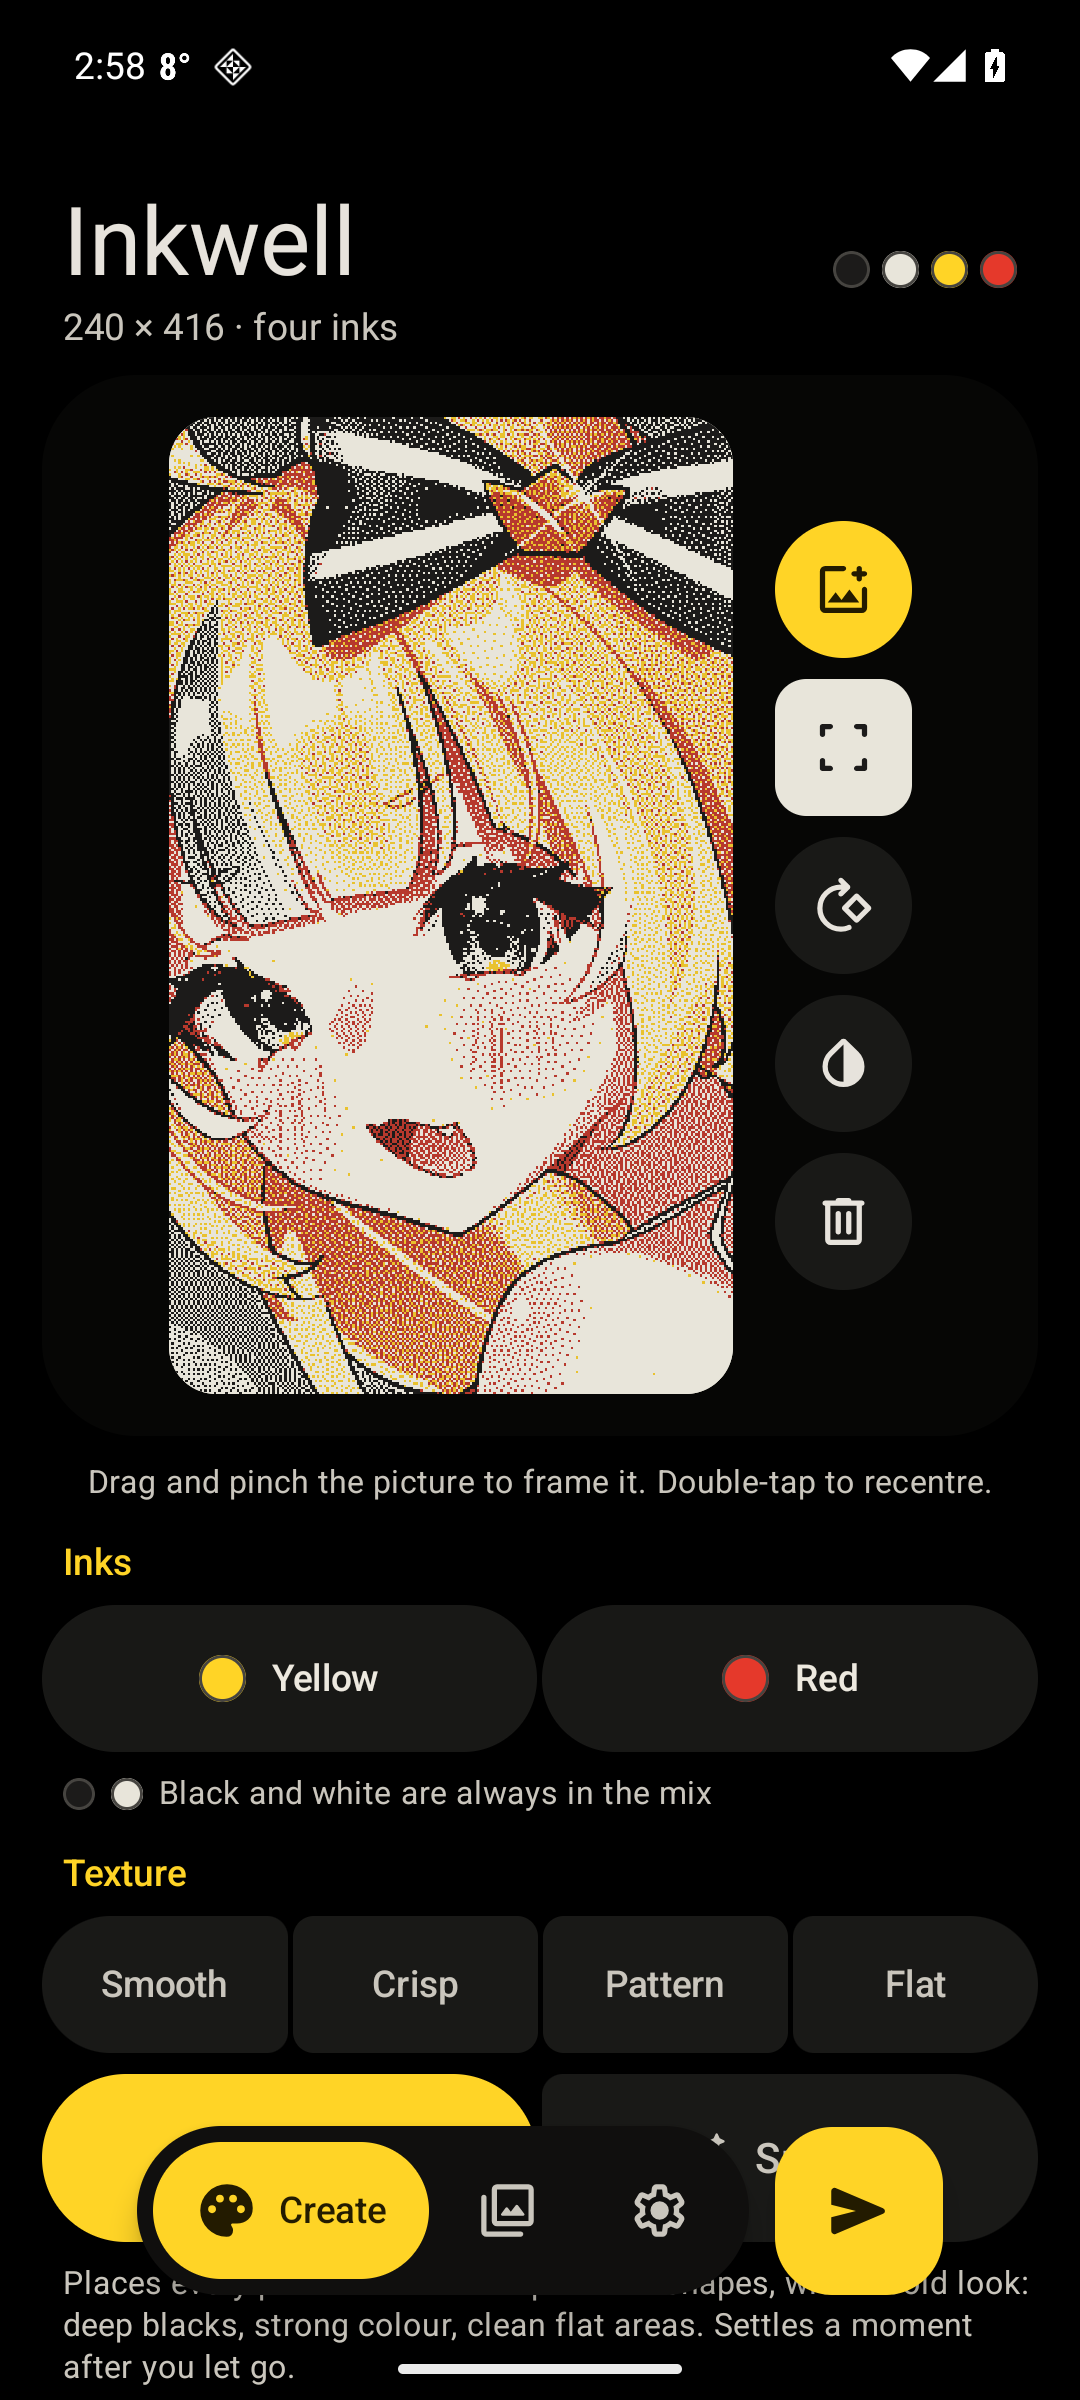 2:58 8°
Inkwell
240 × 416 · four inks
Drag and pinch the picture to frame it. Double-tap to recentre.
Inks
Yellow Red
Black and white are always in the mix
Texture
Smooth Crisp Pattern Flat
Create
Places look:
deep blacks, strong colour, clean flat areas. Settles a moment
after you let go.